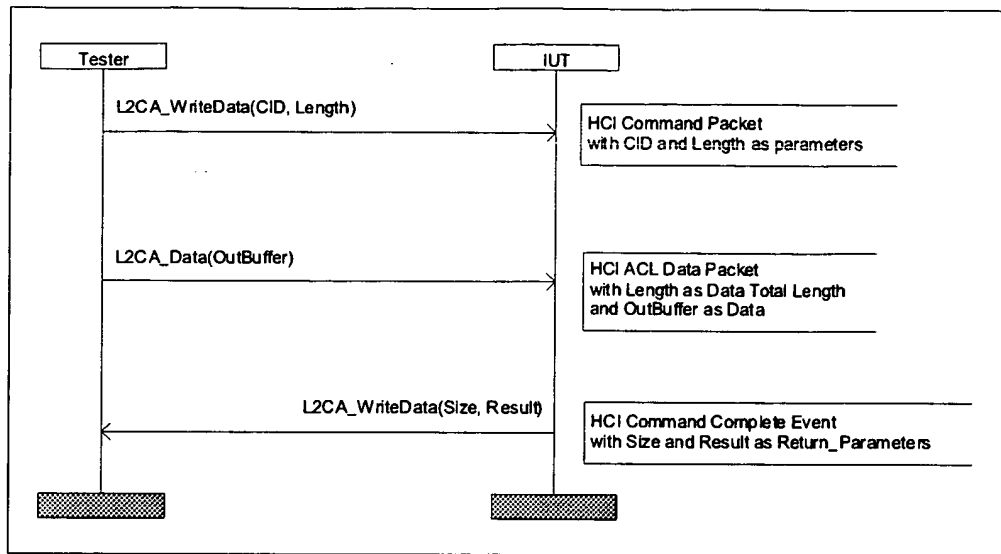 Tester
IUT
L2CA_WriteData(CID, Length)
HCI Command Packet
with CID and Length as parameters
L2CA_Data(OutBuffer)
HCI ACL Data Packet
with Length as Data Total Length
and OutBuffer as Data
L2CA_WriteData(Size, Result)
HCI Command Complete Event
with Size and Result as Return_Parameters